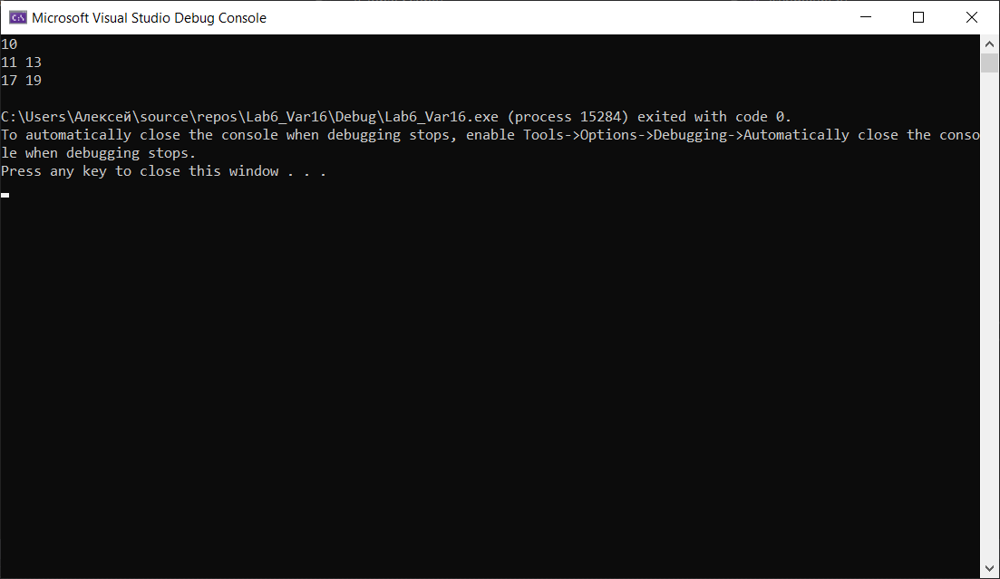 Microsoft Visual Studio Debug Console
10
11 13
17 19
C:\Users\Алексей\source\repos\Lab6_Var16\Debug\Lab6_Var16.exe (process 15284) exited with code 0.
To automatically close the console when debugging stops, enable Tools->Options->Debugging->Automatically close the conso
le when debugging stops.
Press any key to close this window . . .